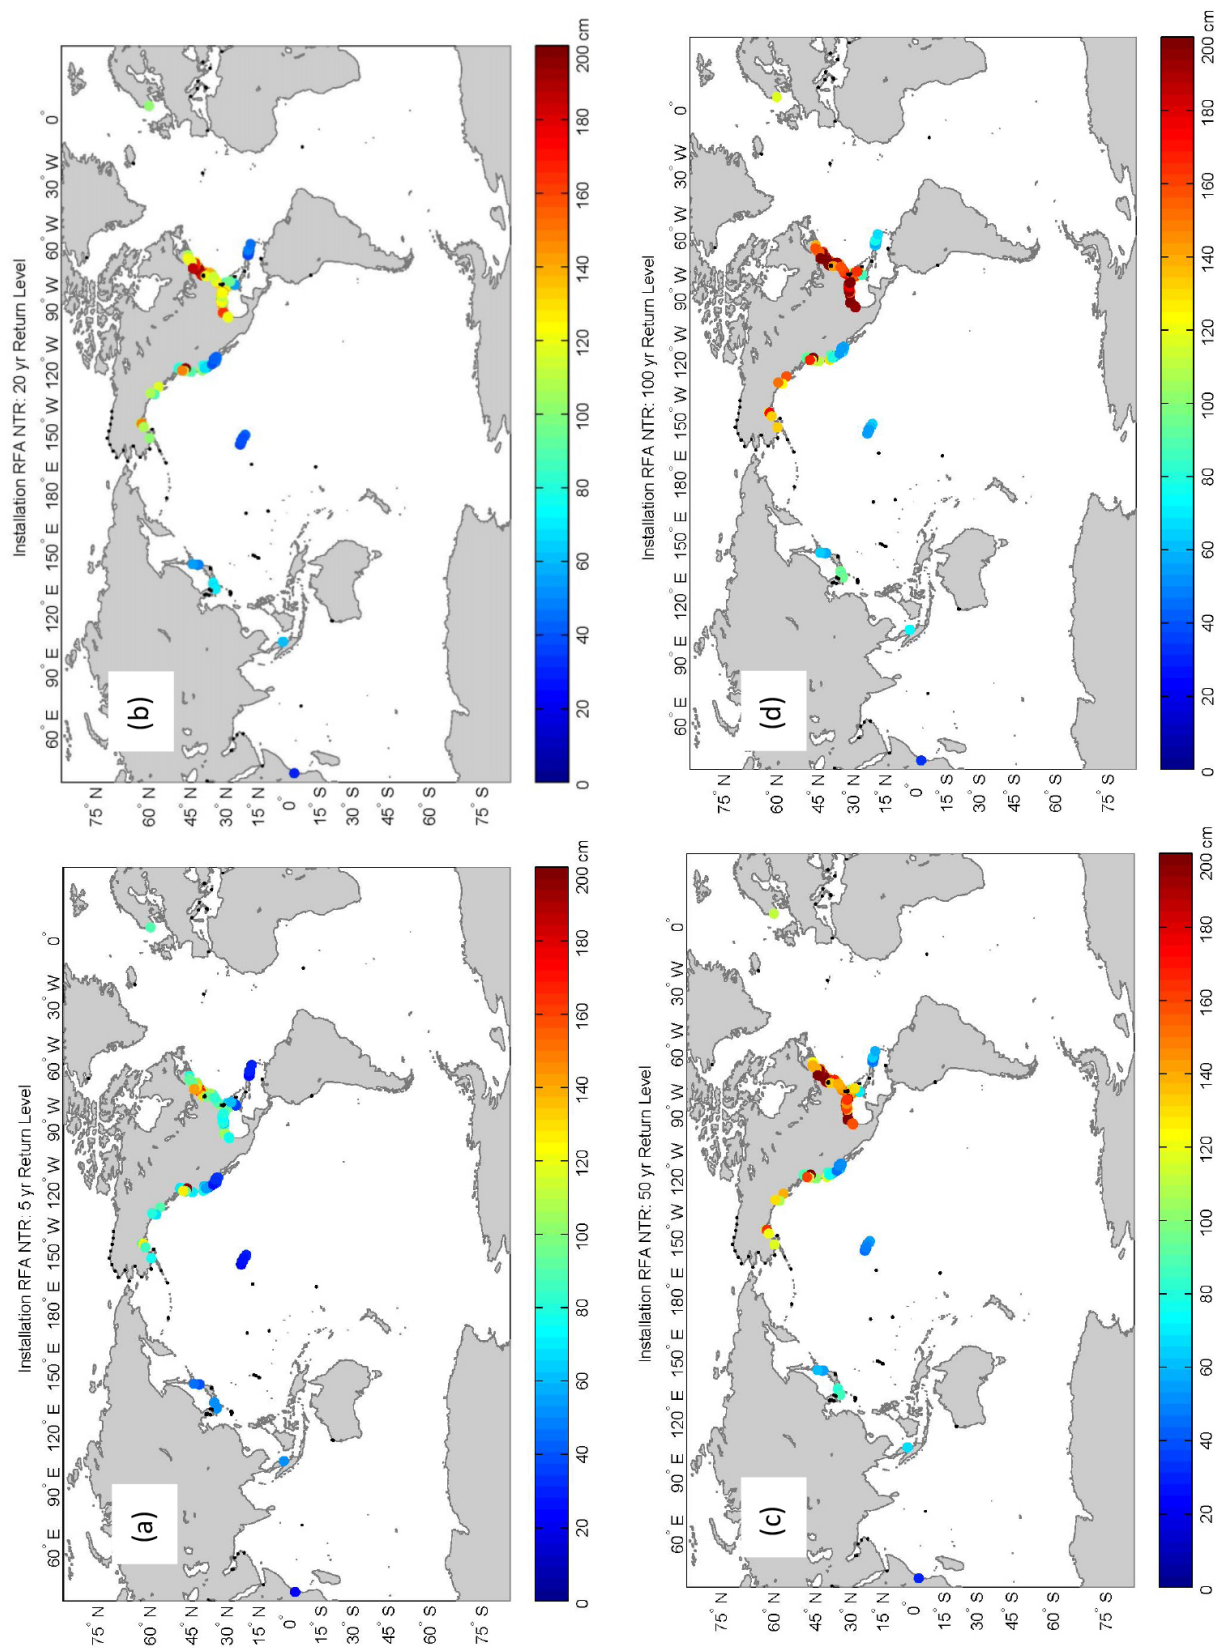 Installation RFA NTR: 5 yr Return Level
60° E 90° E 120° E 150° E 180° E 150° W 120° W 90° W 60° W 30° W 0°
(a)
75° N
60° N
45° N
30° N
15° N
0°
15° S
30° S
45° S
60° S
75° S
0 20 40 60 80 100 120 140 160 180 200 cm
Installation RFA NTR: 20 yr Return Level
60° E 90° E 120° E 150° E 180° E 150° W 120° W 90° W 60° W 30° W 0°
(b)
75° N
60° N
45° N
30° N
15° N
0°
15° S
30° S
45° S
60° S
75° S
0 20 40 60 80 100 120 140 160 180 200 cm
Installation RFA NTR: 50 yr Return Level
60° E 90° E 120° E 150° E 180° E 150° W 120° W 90° W 60° W 30° W 0°
(c)
75° N
60° N
45° N
30° N
15° N
0°
15° S
30° S
45° S
60° S
75° S
0 20 40 60 80 100 120 140 160 180 200 cm
Installation RFA NTR: 100 yr Return Level
60° E 90° E 120° E 150° E 180° E 150° W 120° W 90° W 60° W 30° W 0°
(d)
75° N
60° N
45° N
30° N
15° N
0°
15° S
30° S
45° S
60° S
75° S
0 20 40 60 80 100 120 140 160 180 200 cm